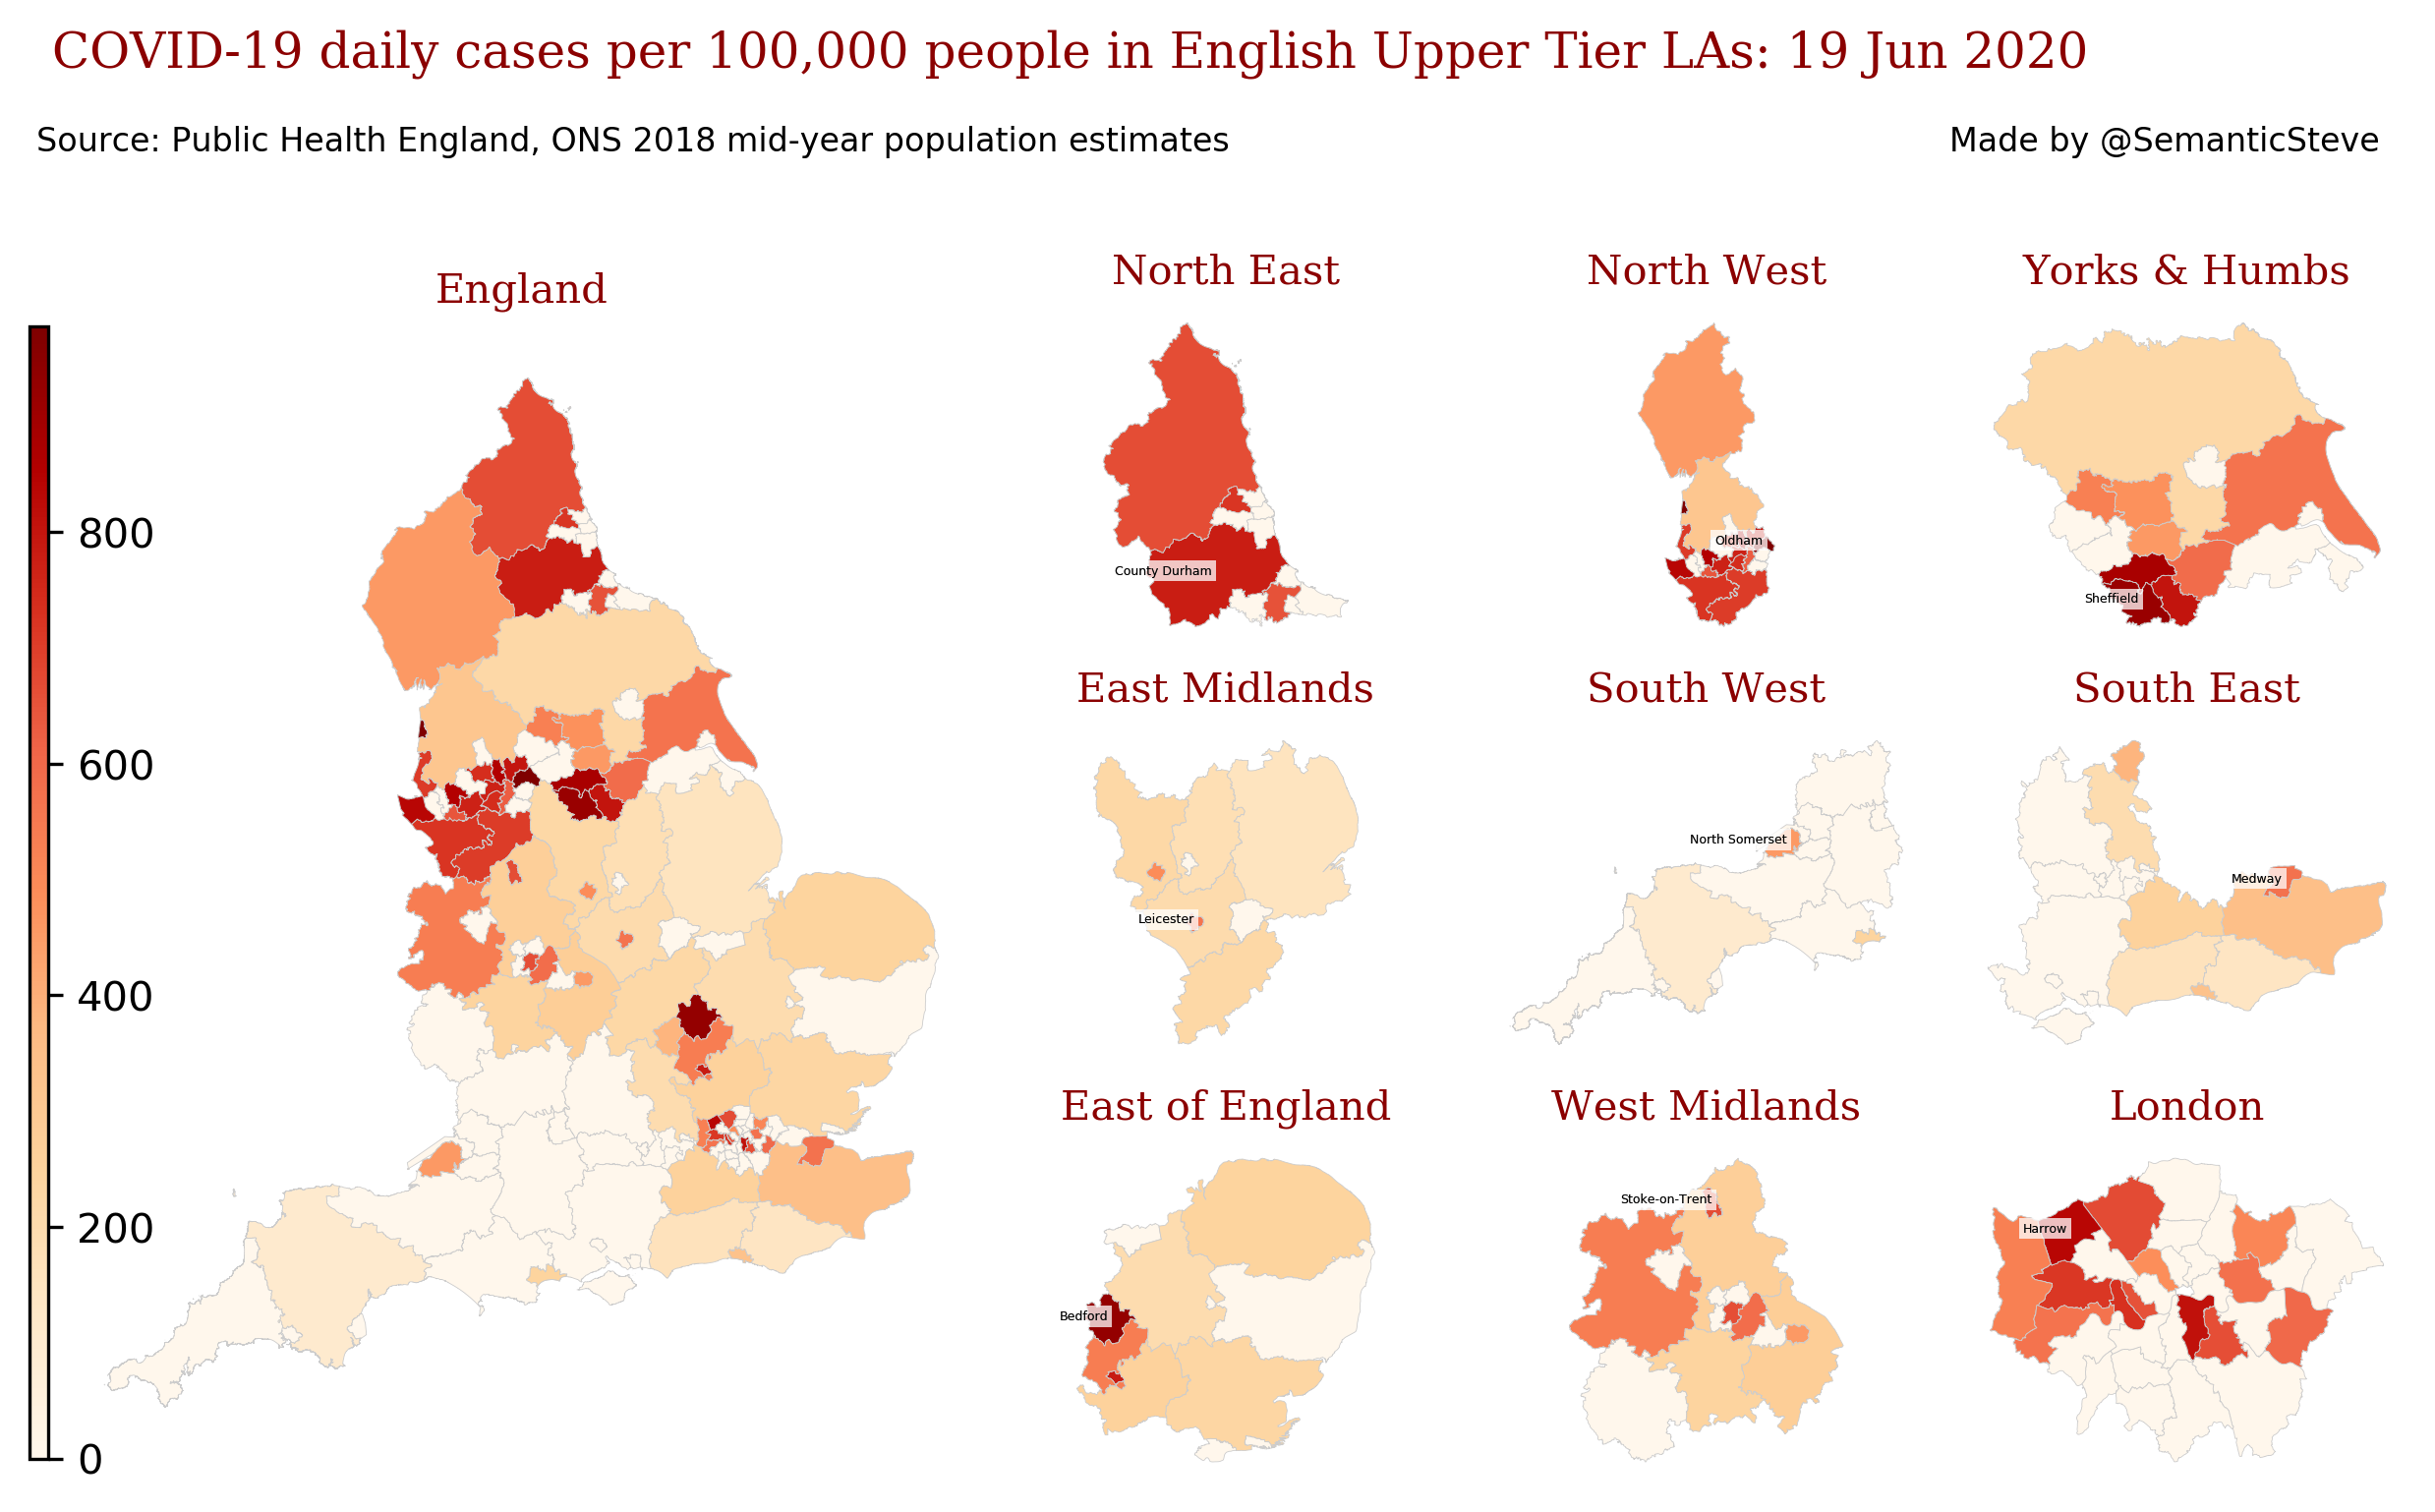 COVID-19 daily cases per 100,000 people in English Upper Tier LAs: 19 Jun 2020
Source: Public Health England, ONS 2018 mid-year population estimates
Made by @SemanticSteve
England
800
600
400
200
0
North East
County Durham
North West
Oldham
Yorks & Humbs
Sheffield
East Midlands
Leicester
South West
North Somerset
South East
Medway
East of England
Bedford
West Midlands
Stoke-on-Trent
London
Harrow